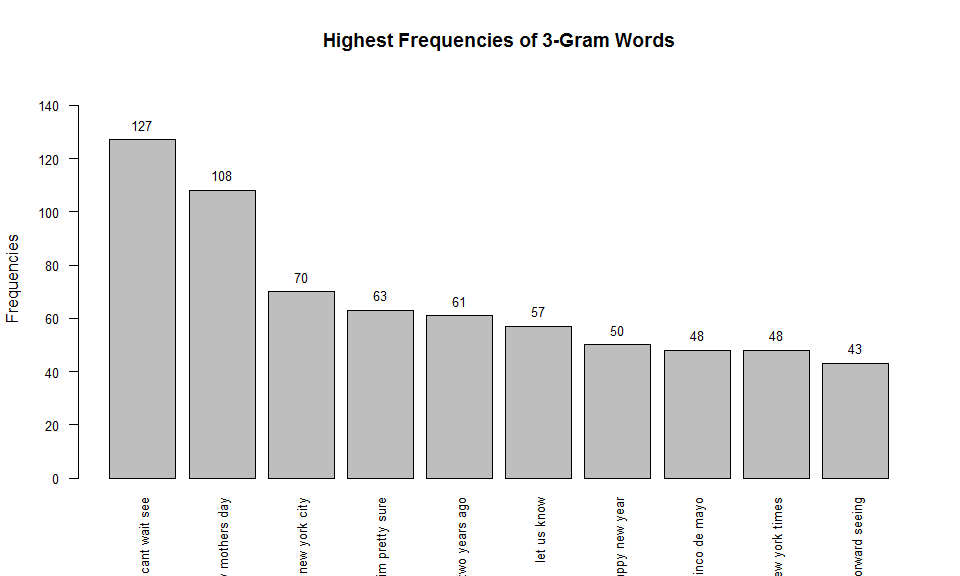 Highest Frequencies of 3-Gram Words
Frequencies
140
120
100
80
60
40
20
0
127
108
70
63
61
57
50
48
48
43
cant wait see
y mothers day
new york city
im pretty sure
two years ago
let us know
appy new year
inco de mayo
ew york times
orward seeing